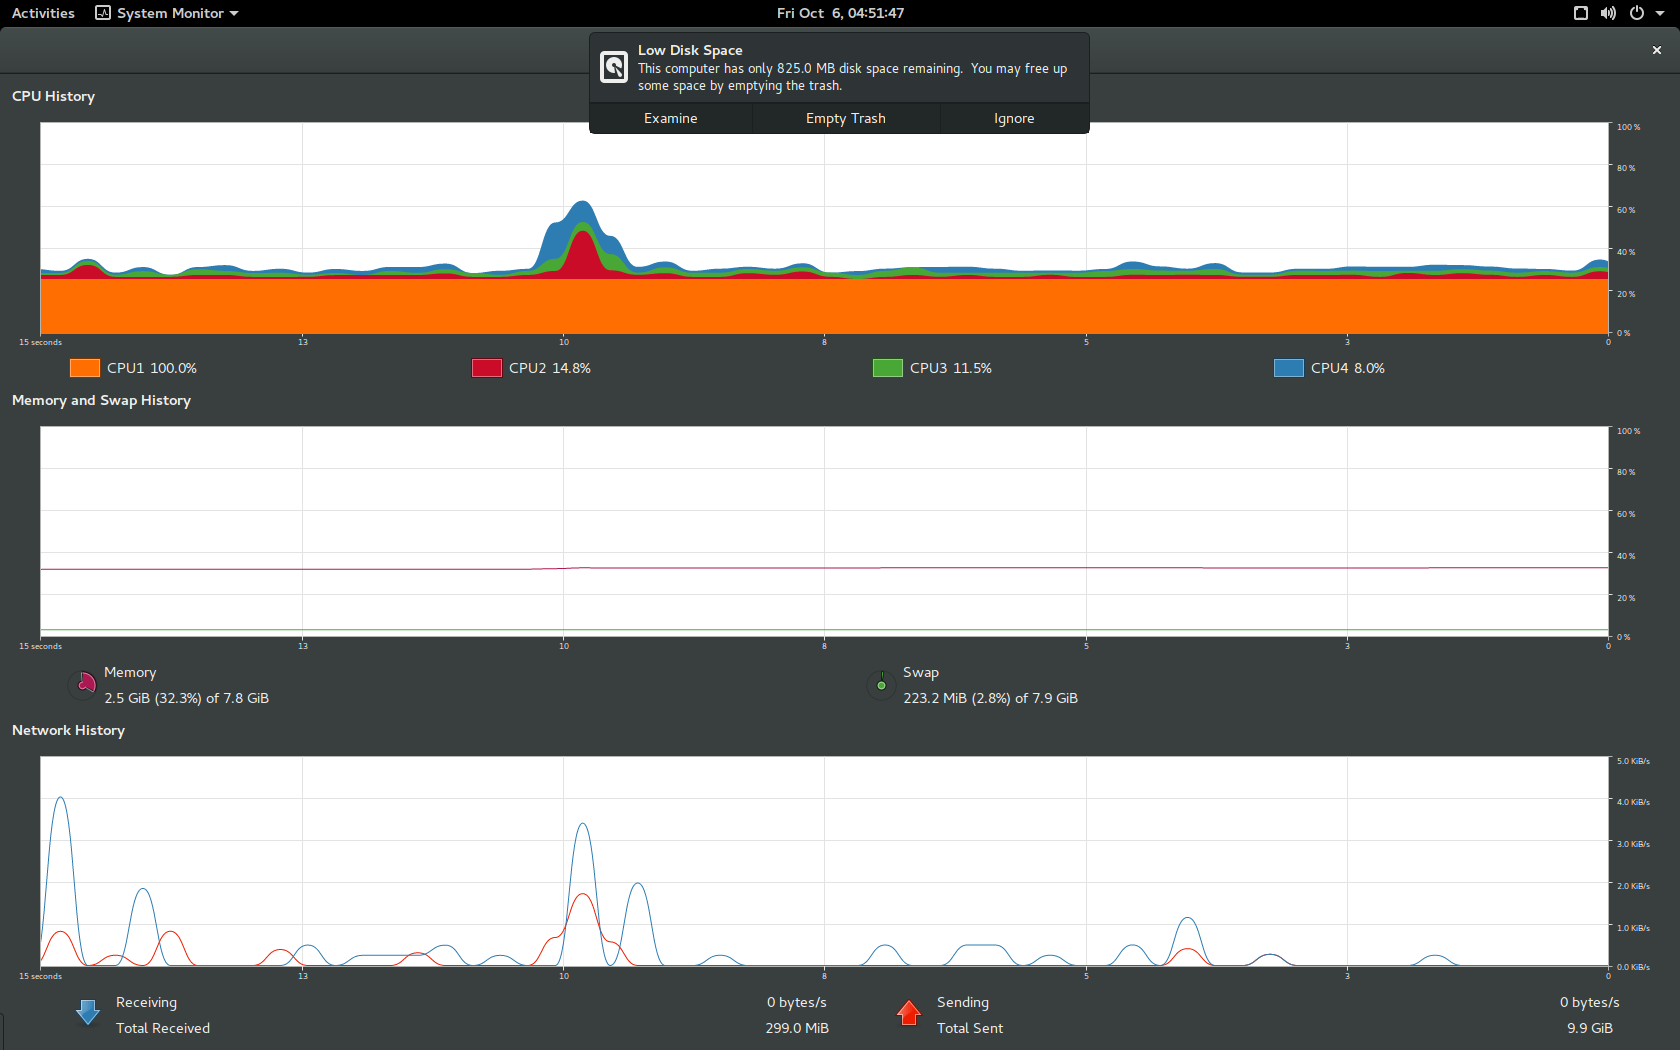 Activities
System Monitor
Fri Oct  6, 04:51:47
Low Disk Space
This computer has only 825.0 MB disk space remaining.  You may free up
some space by emptying the trash.
Examine
Empty Trash
Ignore
CPU History
100 %
80 %
60 %
40 %
20 %
0 %
15 seconds
13
10
8
5
3
0
CPU1 100.0%
CPU2 14.8%
CPU3 11.5%
CPU4 8.0%
Memory and Swap History
100 %
80 %
60 %
40 %
20 %
0 %
15 seconds
13
10
8
5
3
0
Memory
2.5 GiB (32.3%) of 7.8 GiB
Swap
223.2 MiB (2.8%) of 7.9 GiB
Network History
5.0 KiB/s
4.0 KiB/s
3.0 KiB/s
2.0 KiB/s
1.0 KiB/s
0.0 KiB/s
15 seconds
13
10
8
5
3
0
Receiving
0 bytes/s
Total Received
299.0 MiB
Sending
0 bytes/s
Total Sent
9.9 GiB